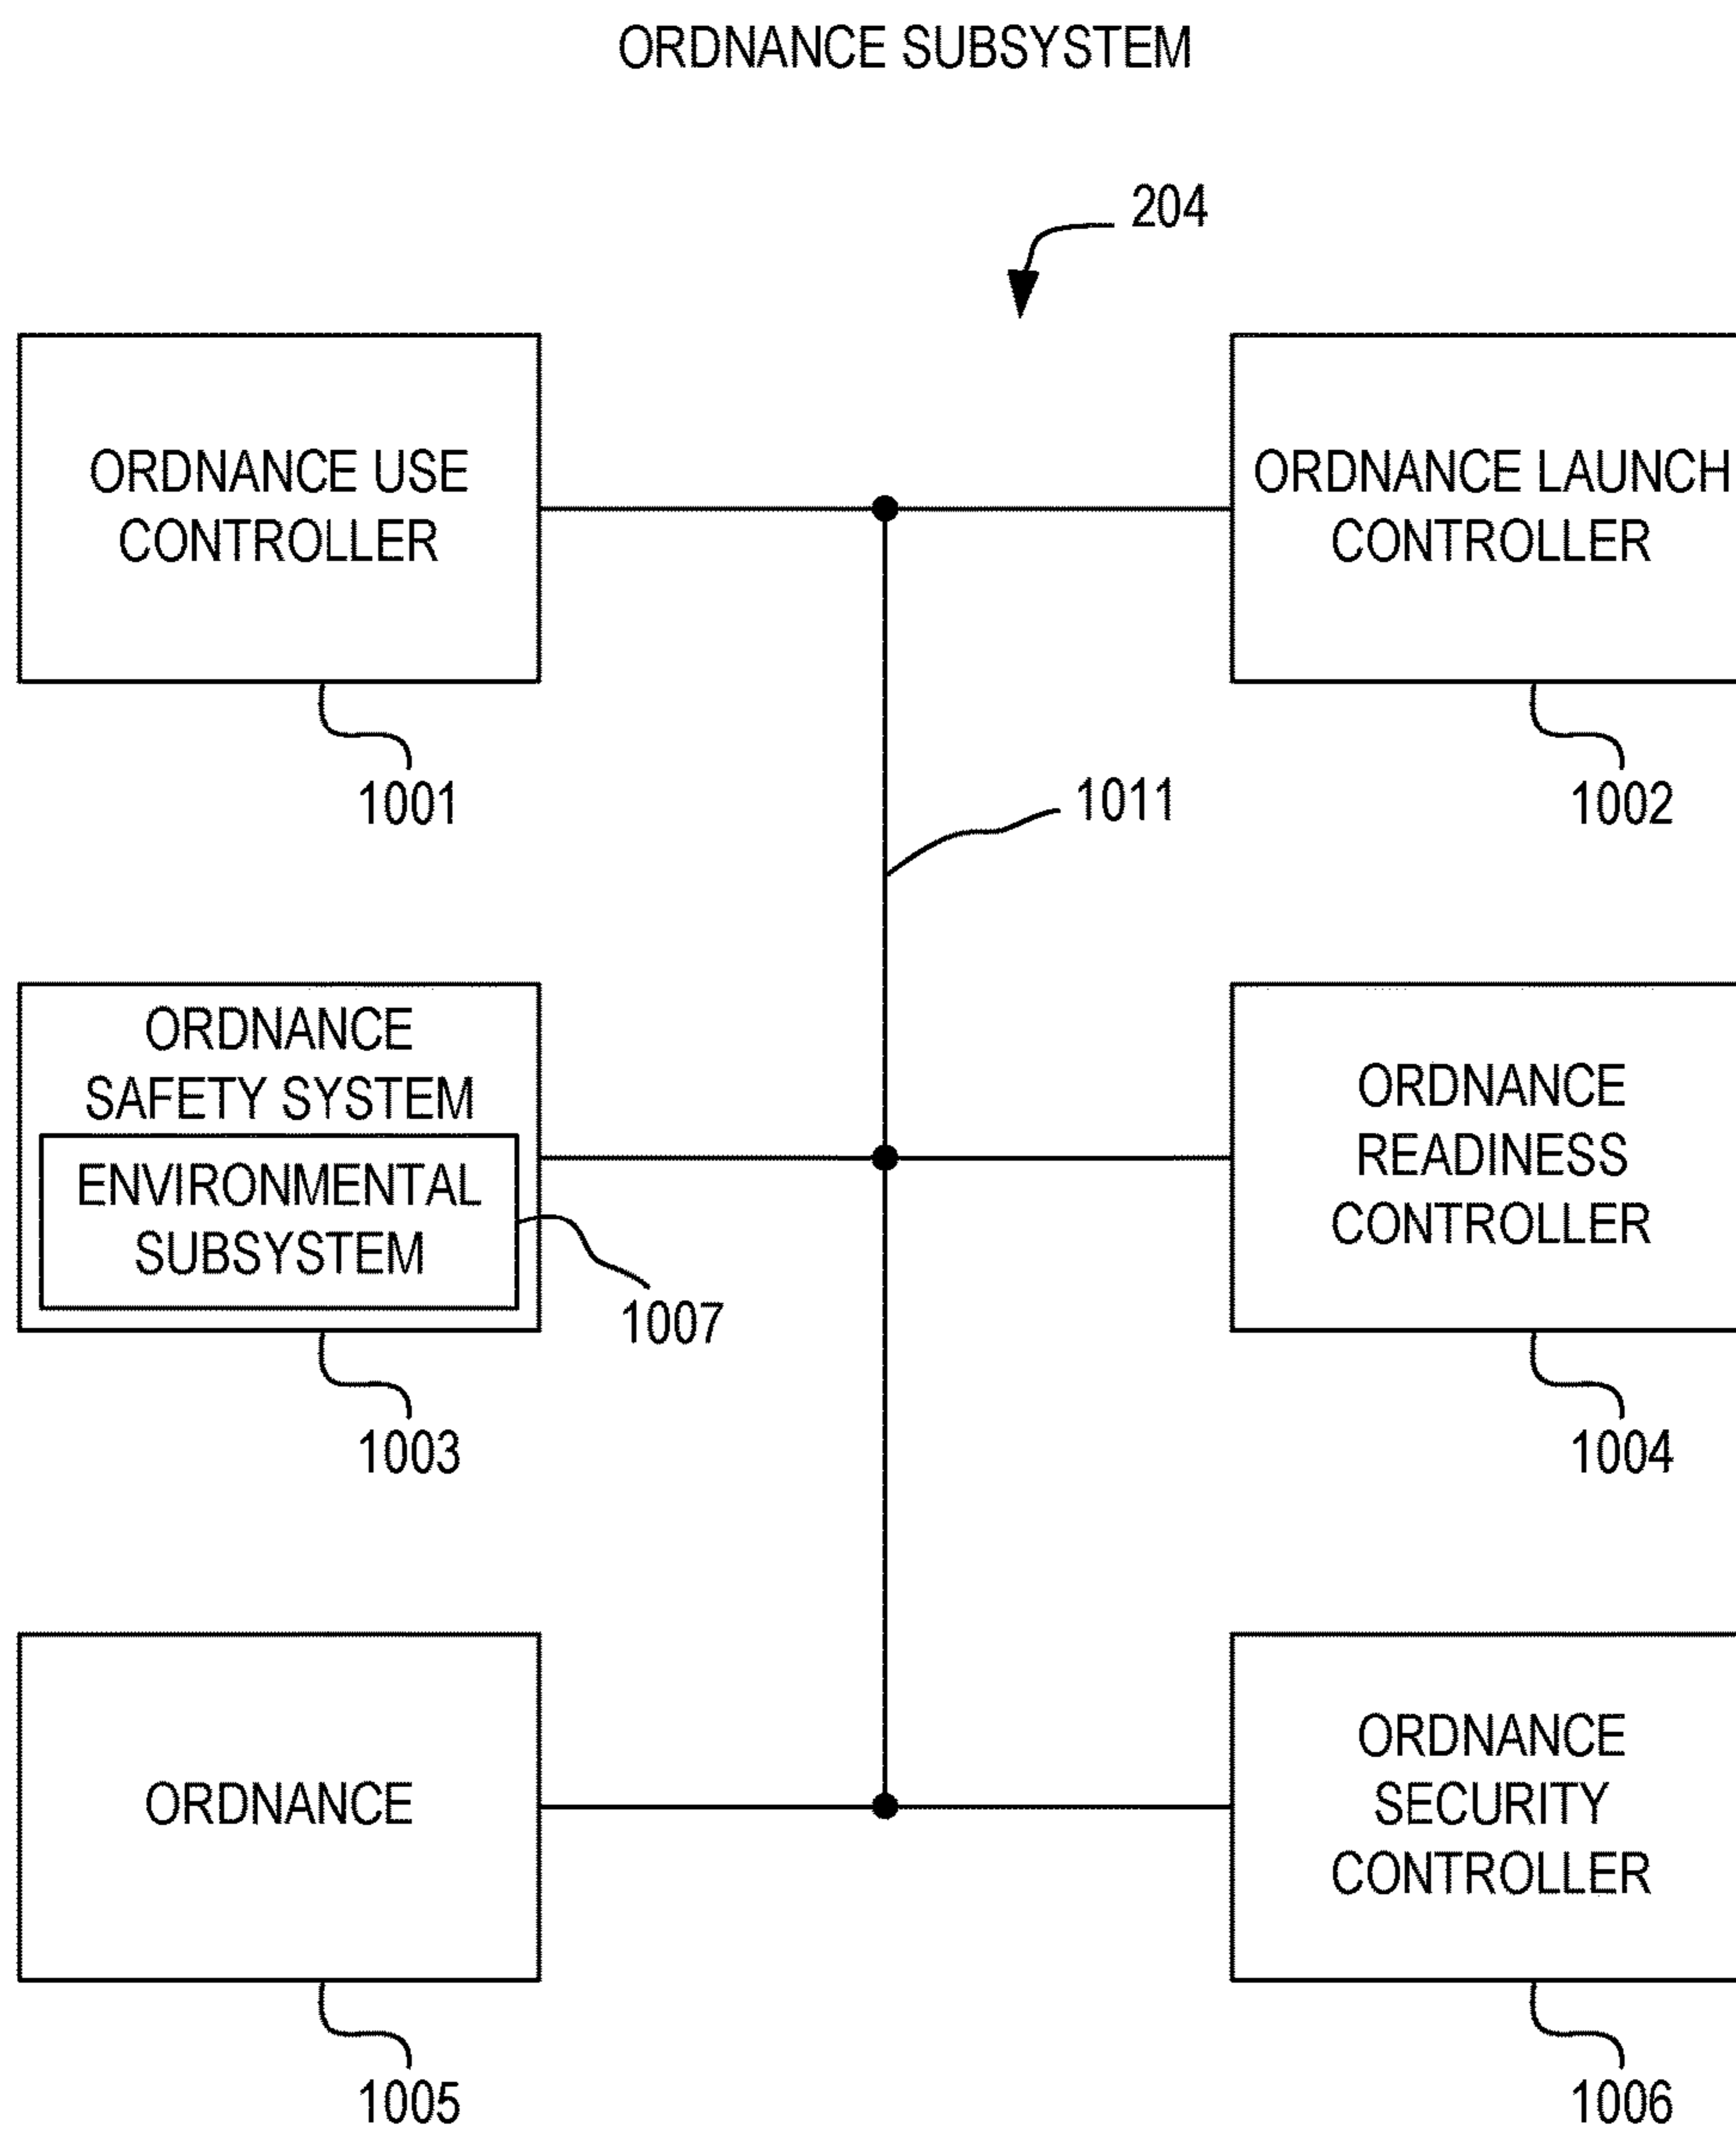 ORDNANCE SUBSYSTEM
204
ORDNANCE USE
CONTROLLER
1001
ORDNANCE LAUNCH
CONTROLLER
1002
1011
ORDNANCE
SAFETY SYSTEM
ENVIRONMENTAL
SUBSYSTEM
1007
1003
ORDNANCE
READINESS
CONTROLLER
1004
ORDNANCE
1005
ORDNANCE
SECURITY
CONTROLLER
1006